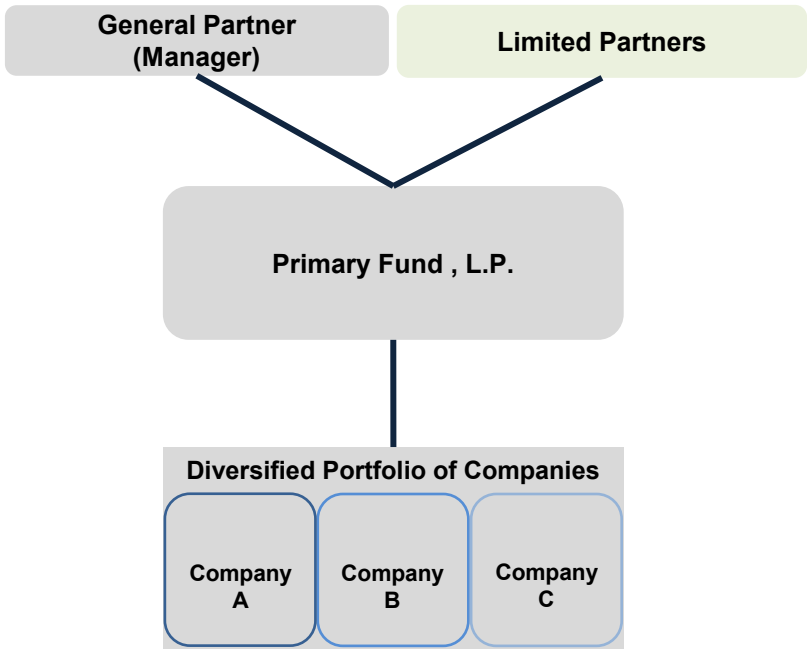 General Partner
(Manager)
Limited Partners
Primary Fund , L.P.
Diversified Portfolio of Companies
Company
A
Company
B
Company
C